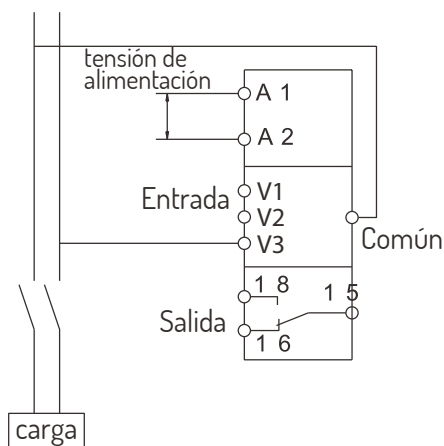 tensión de
alimentación
A 1
A 2
Entrada
V1
V2
V3
Común
1 8
1 5
Salida
1 6
carga